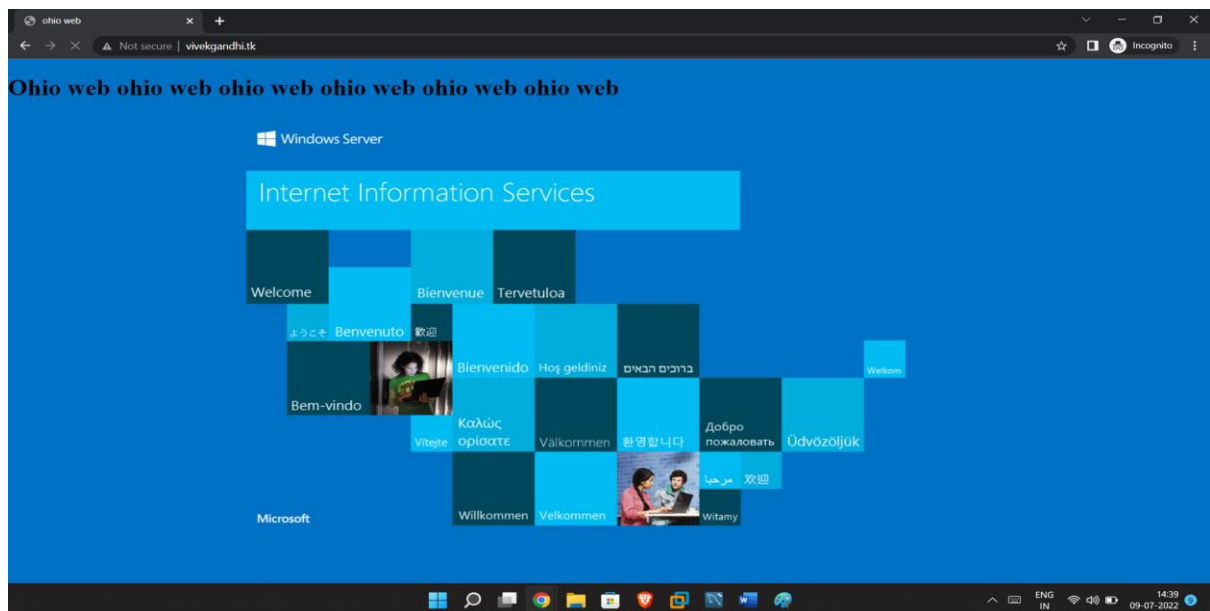 ohio web
Not secure | vivekgandhi.tk
Incognito
Ohio web ohio web ohio web ohio web ohio web ohio web
Windows Server
Internet Information Services
Welcome
Bienvenue
Tervetuloa
ようこそ
Benvenuto
歡迎
Bienvenido
Hoş geldiniz
ברוכים הבאים
Welkom
Bem-vindo
Vítejte
Καλώς
ορίσατε
Välkommen
환영합니다
Добро
пожаловать
Üdvözöljük
مرحبا
欢迎
Microsoft
Willkommen
Velkommen
Witamy
ENG
IN
14:39
09-07-2022
9